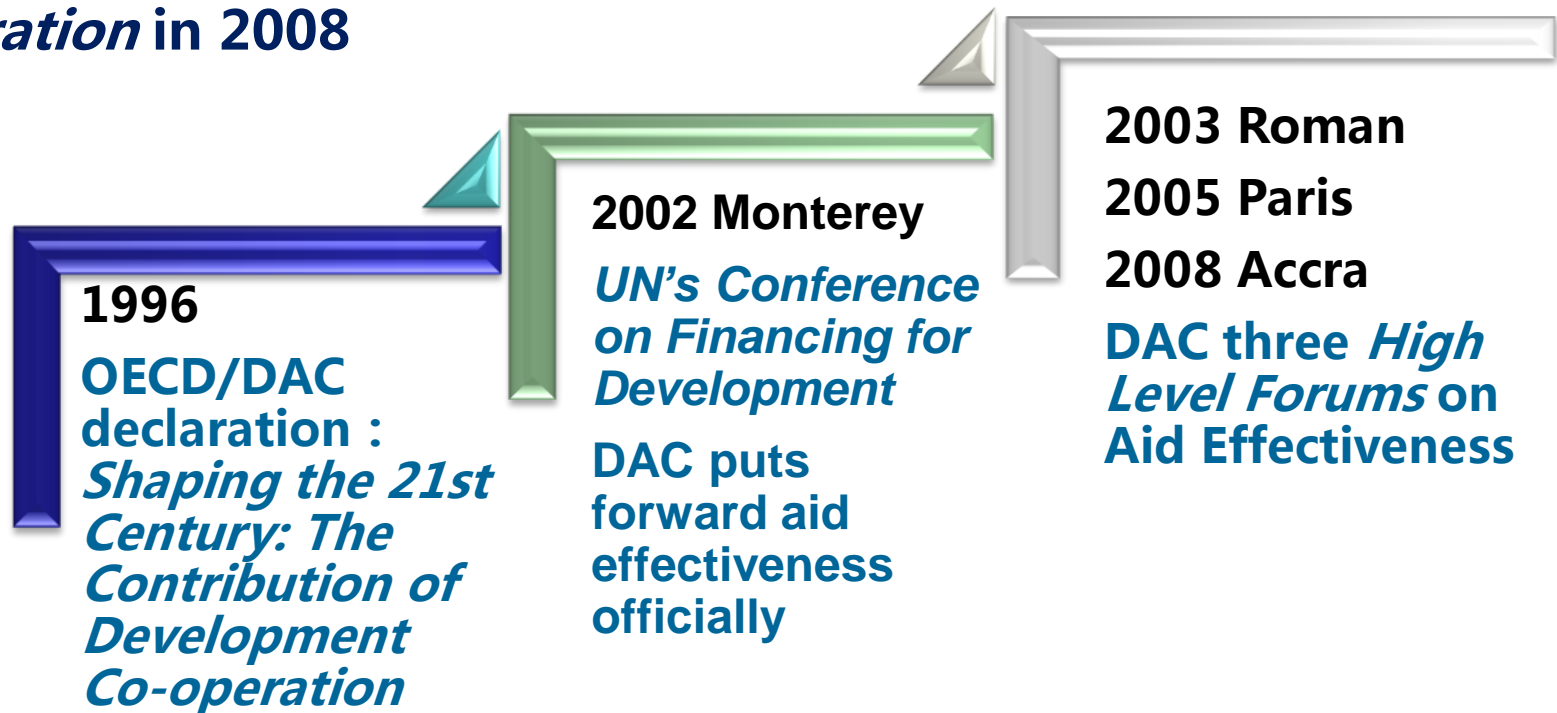 ration in 2008
1996
OECD/DAC
declaration :
Shaping the 21st
Century: The
Contribution of
Development
Co-operation
2002 Monterey
UN’s Conference
on Financing for
Development
DAC puts
forward aid
effectiveness
officially
2003 Roman
2005 Paris
2008 Accra
DAC three High
Level Forums on
Aid Effectiveness